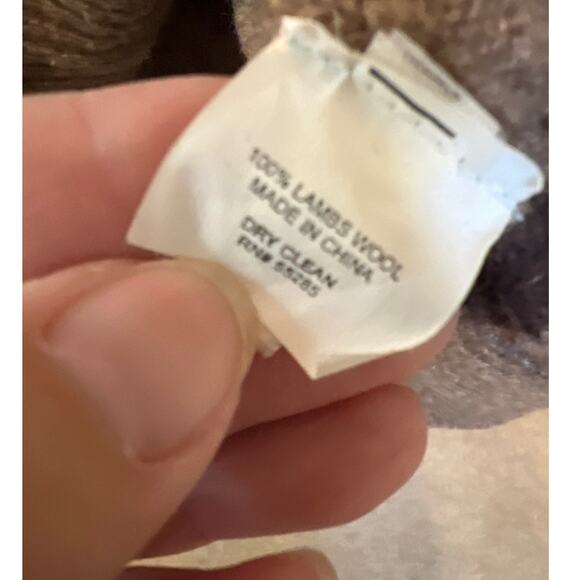 100% LAMBS WOOL
MADE IN CHINA
DRY CLEAN
RN# 55285